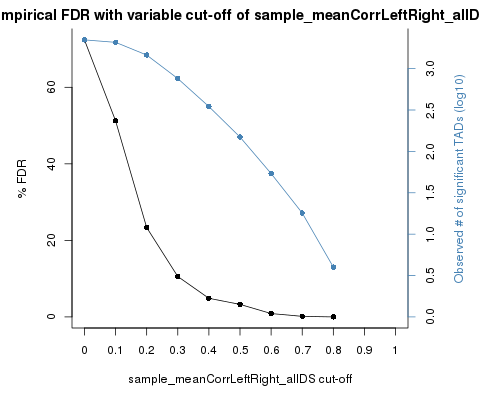 mpirical FDR with variable cut-off of sample_meanCorrLeftRight_allD
% FDR
0
20
40
60
0 0.1 0.2 0.3 0.4 0.5 0.6 0.7 0.8 0.9 1
sample_meanCorrLeftRight_allDS cut-off
0.0 0.5 1.0 1.5 2.0 2.5 3.0
Observed # of significant TADs (log10)